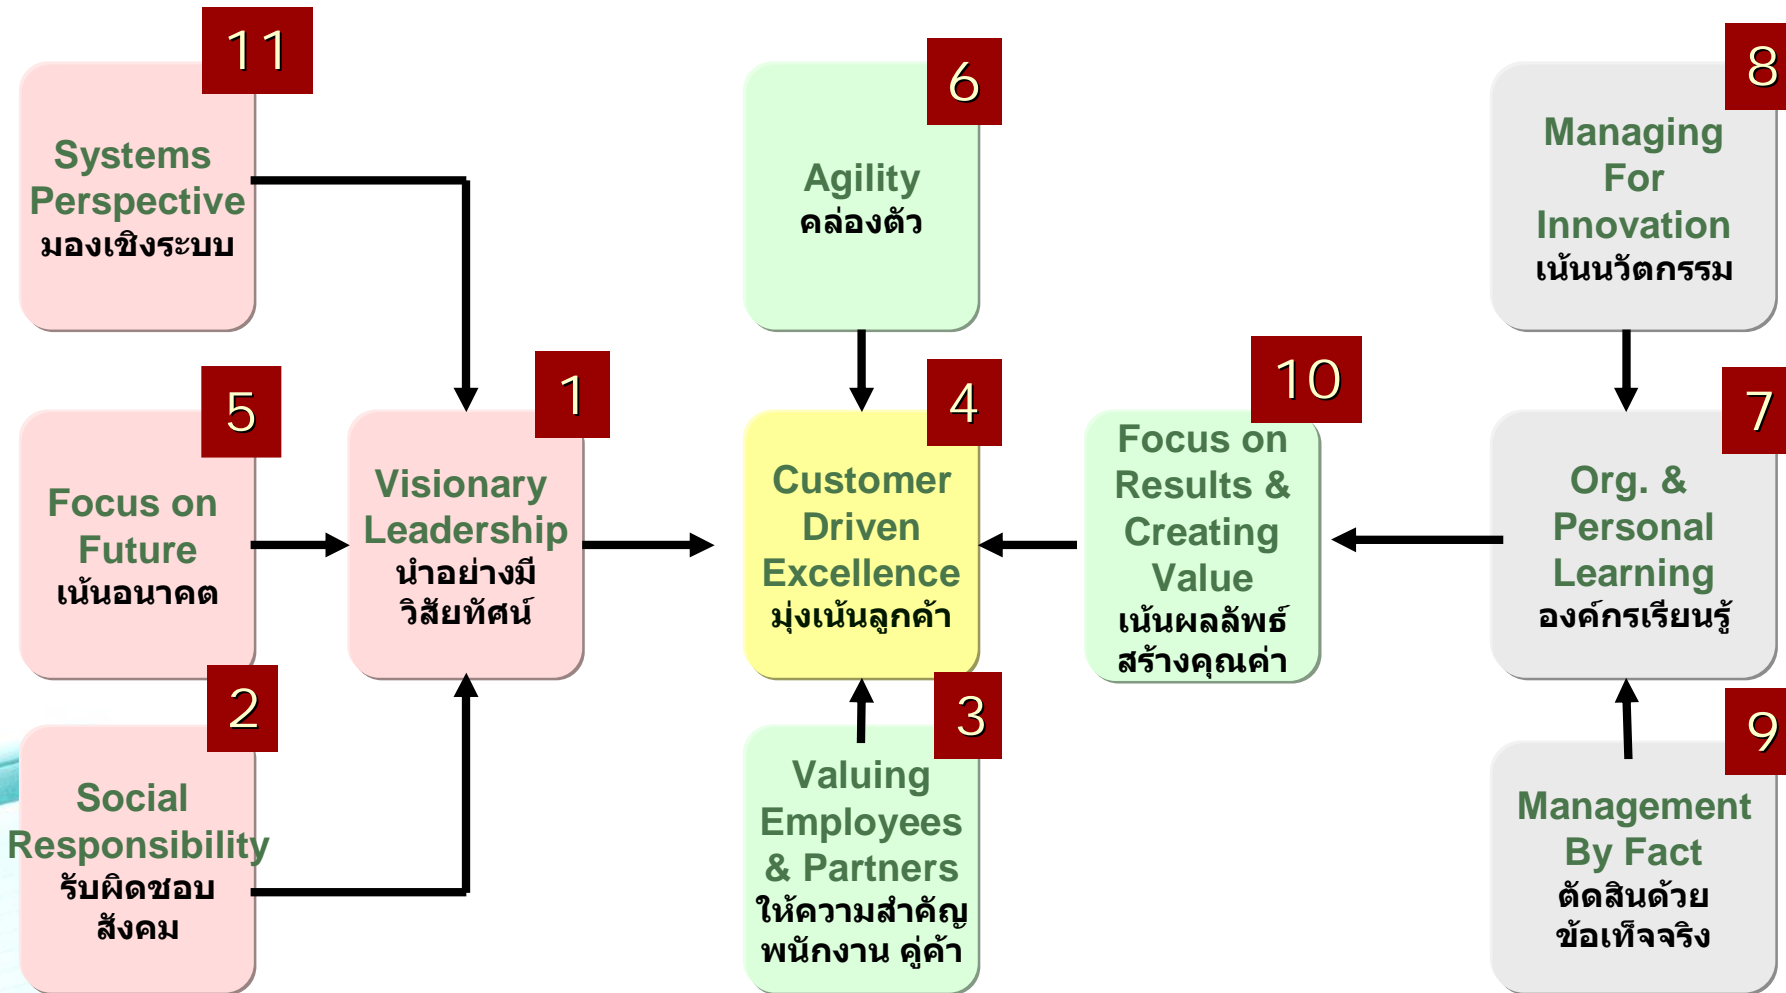 11
Systems
Perspective
มองเชิงระบบ
6
Agility
คล่องตัว
8
Managing
For
Innovation
เน้นนวัตกรรม
5
Focus on
Future
เน้นอนาคต
1
Visionary
Leadership
นำอย่างมี
วิสัยทัศน์
4
Customer
Driven
Excellence
มุ่งเน้นลูกค้า
10
Focus on
Results &
Creating
Value
เน้นผลลัพธ์
สร้างคุณค่า
7
Org. &
Personal
Learning
องค์กรเรียนรู้
2
Social
Responsibility
รับผิดชอบ
สังคม
3
Valuing
Employees
& Partners
ให้ความสำคัญ
พนักงาน คู่ค้า
9
Management
By Fact
ตัดสินด้วย
ข้อเท็จจริง